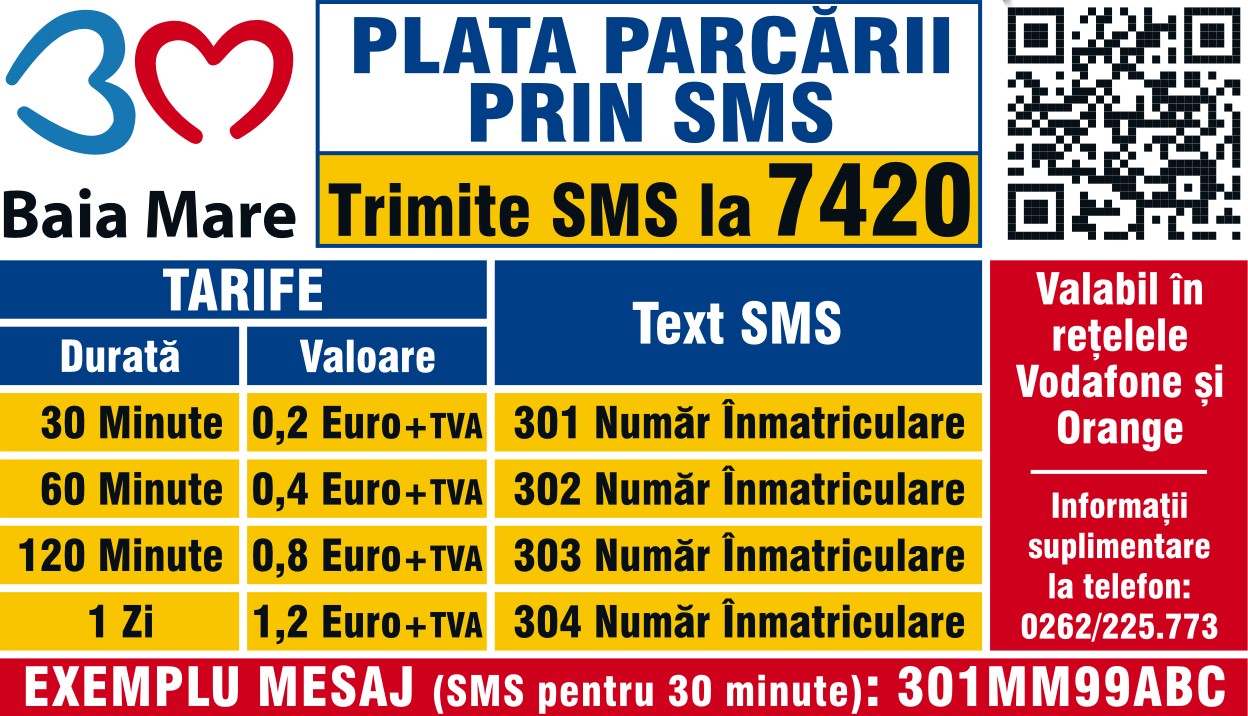 Baia Mare
PLATA PARCĂRII
PRIN SMS
Trimite SMS la 7420
TARIFE
Text SMS
Durată Valoare
30 Minute 0,2 Euro+TVA 301 Număr Înmatriculare
60 Minute 0,4 Euro+TVA 302 Număr Înmatriculare
120 Minute 0,8 Euro+TVA 303 Număr Înmatriculare
1 Zi 1,2 Euro+TVA 304 Număr Înmatriculare
Valabil în
rețelele
Vodafone și
Orange
Informații
suplimentare
la telefon:
0262/225.773
EXEMPLU MESAJ (SMS pentru 30 minute): 301MM99ABC